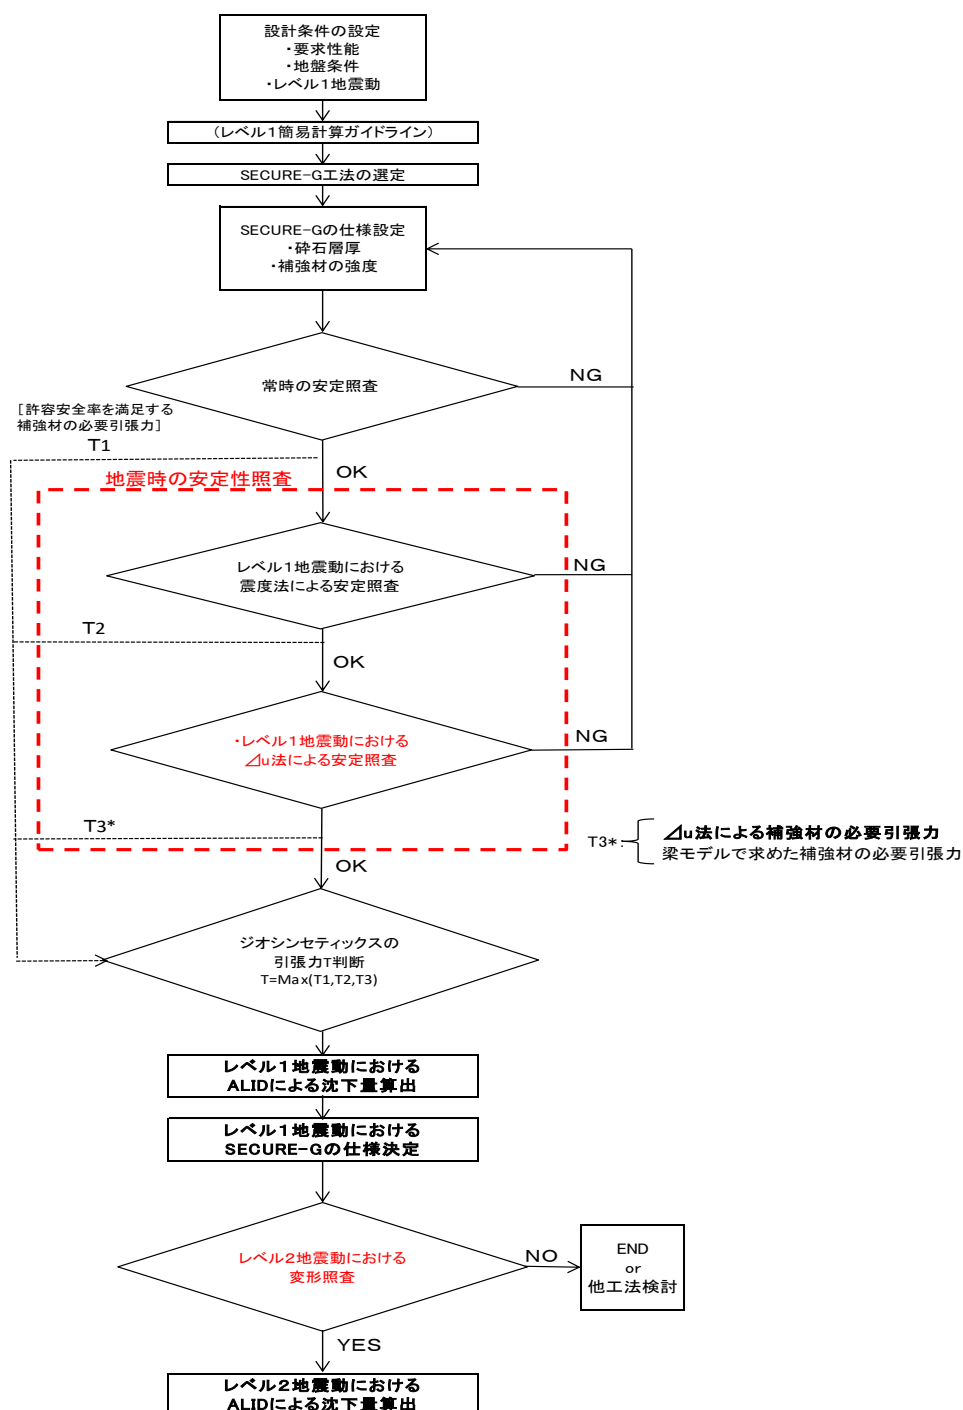 設計条件の設定
・要求性能
・地盤条件
・レベル１地震動
(レベル１簡易計算ガイドライン)
SECURE-G工法の選定
SECURE-Gの仕様設定
・砕石層厚
・補強材の強度
常時の安定照査
NG
[許容安全率を満足する
補強材の必要引張力]
T1
OK
地震時の安定性照査
レベル１地震動における
震度法による安定照査
NG
T2
OK
・レベル１地震動における
⊿u法による安定照査
NG
T3*
T3*:
⊿u法による補強材の必要引張力
梁モデルで求めた補強材の必要引張力
OK
ジオシンセティックスの
引張力T判断
T=Max(T1,T2,T3)
レベル１地震動における
ALIDによる沈下量算出
レベル１地震動における
SECURE-Gの仕様決定
レベル２地震動における
変形照査
NO
END
or
他工法検討
YES
レベル２地震動における
ALIDによる沈下量算出